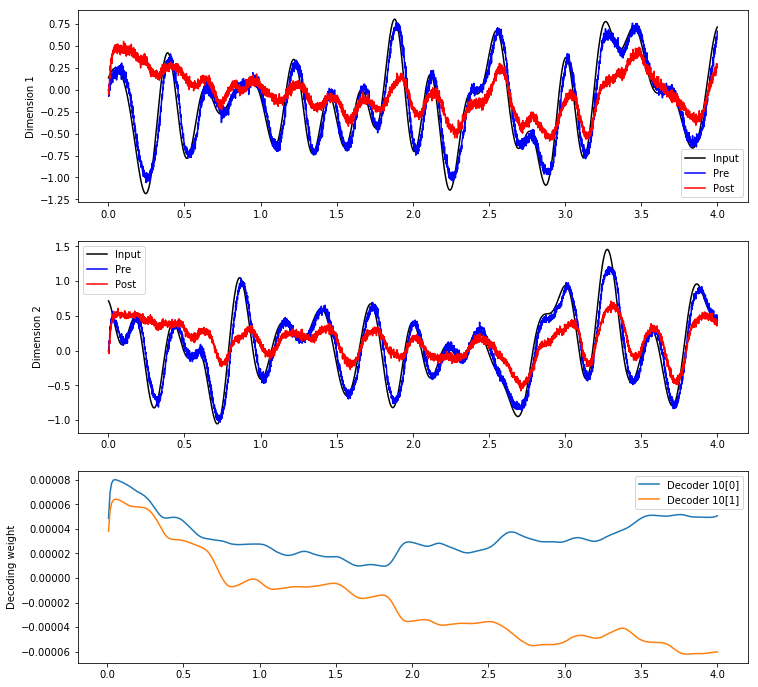 0.75
0.50
0.25
0.00
−0.25
−0.50
−0.75
−1.00
−1.25
Dimension 1
Input
Pre
Post
0.0 0.5 1.0 1.5 2.0 2.5 3.0 3.5 4.0
1.5
1.0
0.5
0.0
−0.5
−1.0
Dimension 2
Input
Pre
Post
0.0 0.5 1.0 1.5 2.0 2.5 3.0 3.5 4.0
0.00008
0.00006
0.00004
0.00002
0.00000
−0.00002
−0.00004
−0.00006
Decoding weight
Decoder 10[0]
Decoder 10[1]
0.0 0.5 1.0 1.5 2.0 2.5 3.0 3.5 4.0